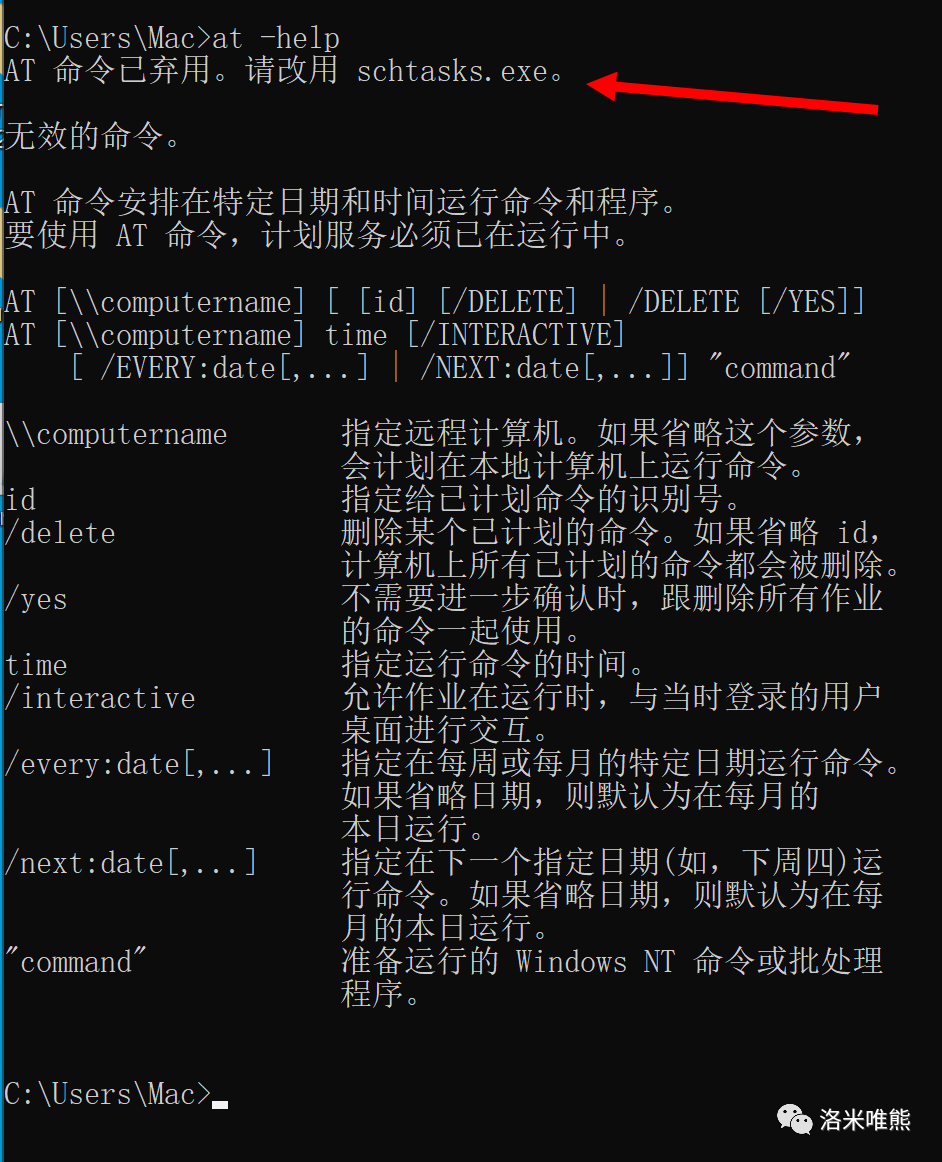 C:\Users\Mac>at -help
AT 命令已弃用。请改用 schtasks.exe。
无效的命令。
AT 命令安排在特定日期和时间运行命令和程序。
要使用 AT 命令，计划服务必须已在运行中。
AT [\\computername] [ [id] [/DELETE] | /DELETE [/YES]]
AT [\\computername] time [/INTERACTIVE]
[ /EVERY:date[,...] | /NEXT:date[,...]] "command"
\\computername 指定远程计算机。如果省略这个参数，
会计划在本地计算机上运行命令。
id 指定给已计划命令的识别号。
/delete 删除某个已计划的命令。如果省略 id，
计算机上所有已计划的命令都会被删除。
/yes 不需要进一步确认时，跟删除所有作业
的命令一起使用。
time 指定运行命令的时间。
/interactive 允许作业在运行时，与当时登录的用户
桌面进行交互。
/every:date[,...] 指定在每周或每月的特定日期运行命令。
如果省略日期，则默认为在每月的
本日运行。
/next:date[,...] 指定在下一个指定日期(如，下周四)运
行命令。如果省略日期，则默认为在每
月的本日运行。
"command" 准备运行的 Windows NT 命令或批处理
程序。
C:\Users\Mac>
洛米唯熊